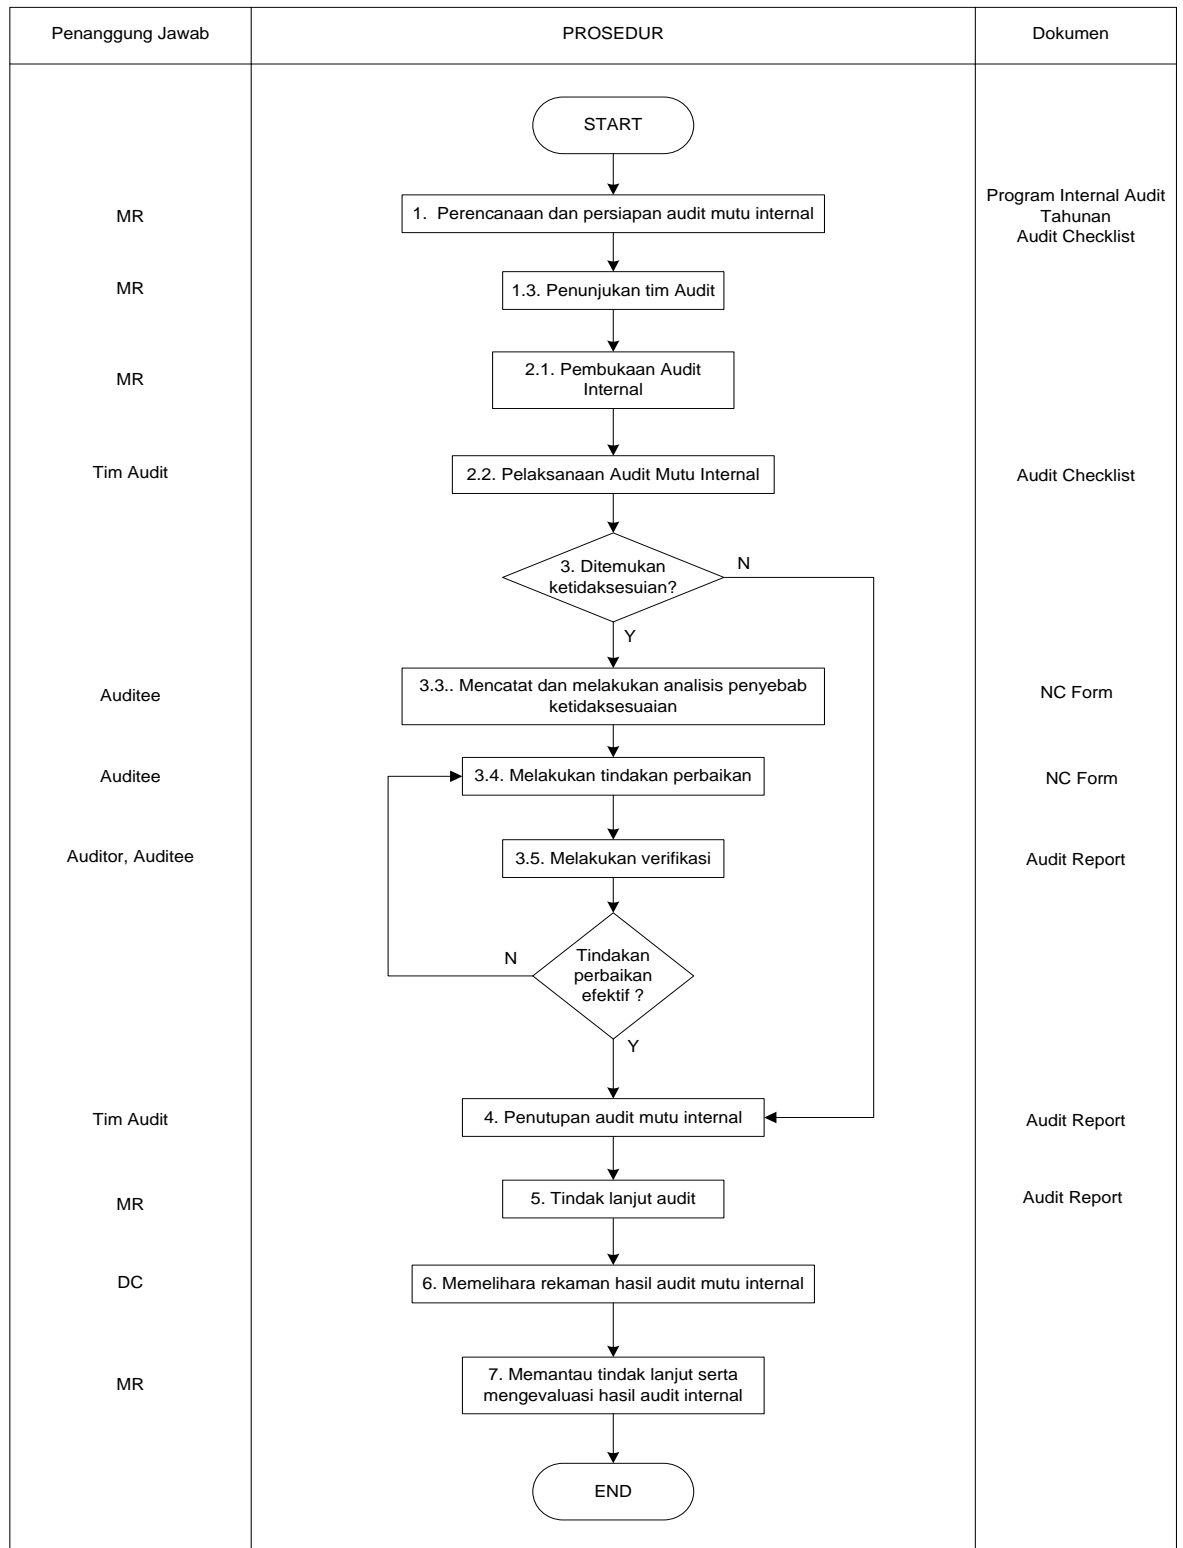 Penanggung Jawab
PROSEDUR
Dokumen
START
MR
1. Perencanaan dan persiapan audit mutu internal
Program Internal Audit
Tahunan
Audit Checklist
MR
1.3. Penunjukan tim Audit
MR
2.1. Pembukaan Audit
Internal
Tim Audit
2.2. Pelaksanaan Audit Mutu Internal
Audit Checklist
3. Ditemukan
ketidaksesuian?
N
Y
Auditee
3.3.. Mencatat dan melakukan analisis penyebab
ketidaksesuaian
NC Form
Auditee
3.4. Melakukan tindakan perbaikan
NC Form
Auditor, Auditee
3.5. Melakukan verifikasi
Audit Report
N
Tindakan
perbaikan
efektif ?
Y
Tim Audit
4. Penutupan audit mutu internal
Audit Report
MR
5. Tindak lanjut audit
Audit Report
DC
6. Memelihara rekaman hasil audit mutu internal
MR
7. Memantau tindak lanjut serta
mengevaluasi hasil audit internal
END